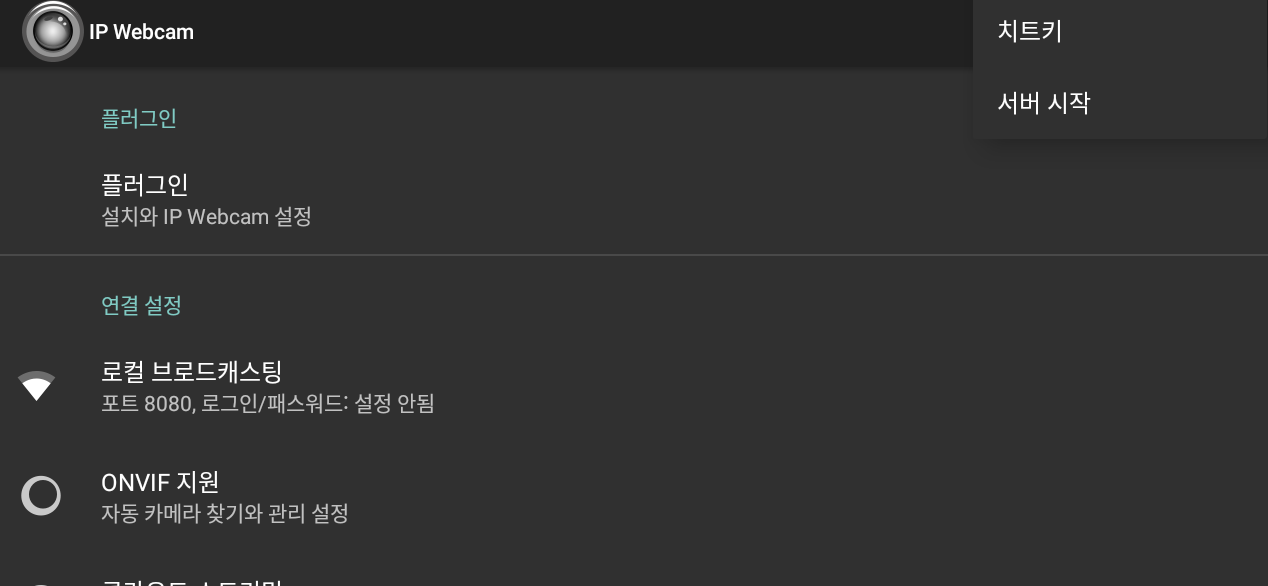 IP Webcam
치트키
서버 시작
플러그인
플러그인
설치와 IP Webcam 설정
연결 설정
로컬 브로드캐스팅
포트 8080, 로그인/패스워드: 설정 안됨
ONVIF 지원
자동 카메라 찾기와 관리 설정